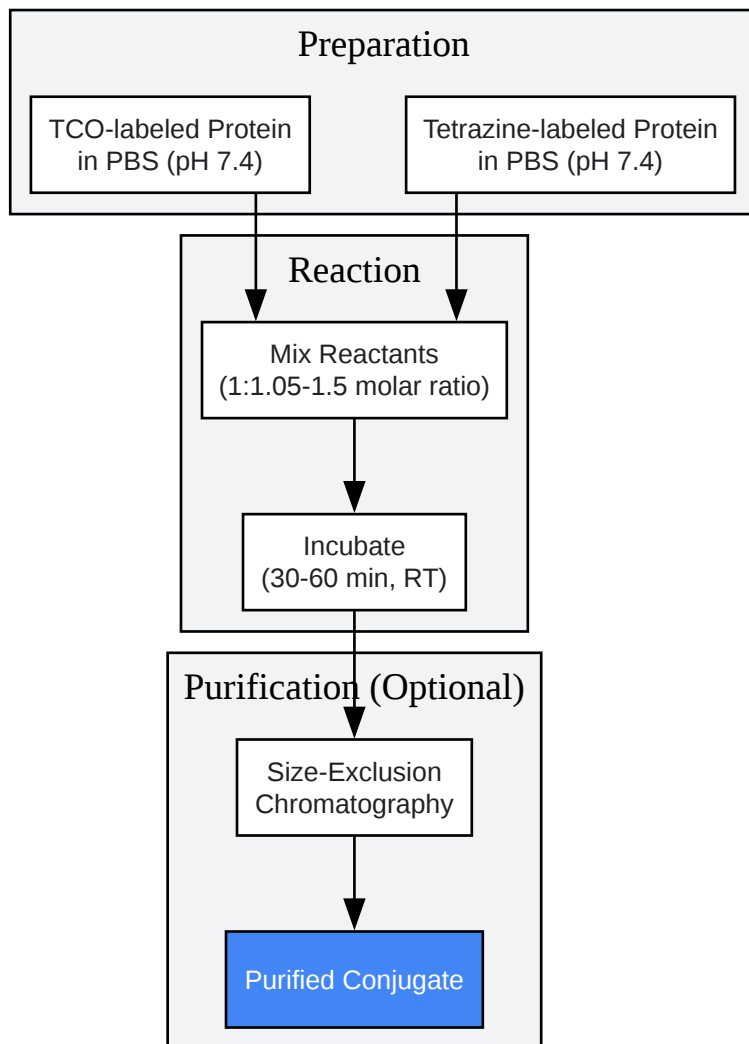 Preparation
TCO-labeled Protein
in PBS (pH 7.4)
Tetrazine-labeled Protein
in PBS (pH 7.4)
Reaction
Mix Reactants
(1:1.05-1.5 molar ratio)
Incubate
(30-60 min, RT)
Purification (Optional)
Size-Exclusion
Chromatography
Purified Conjugate